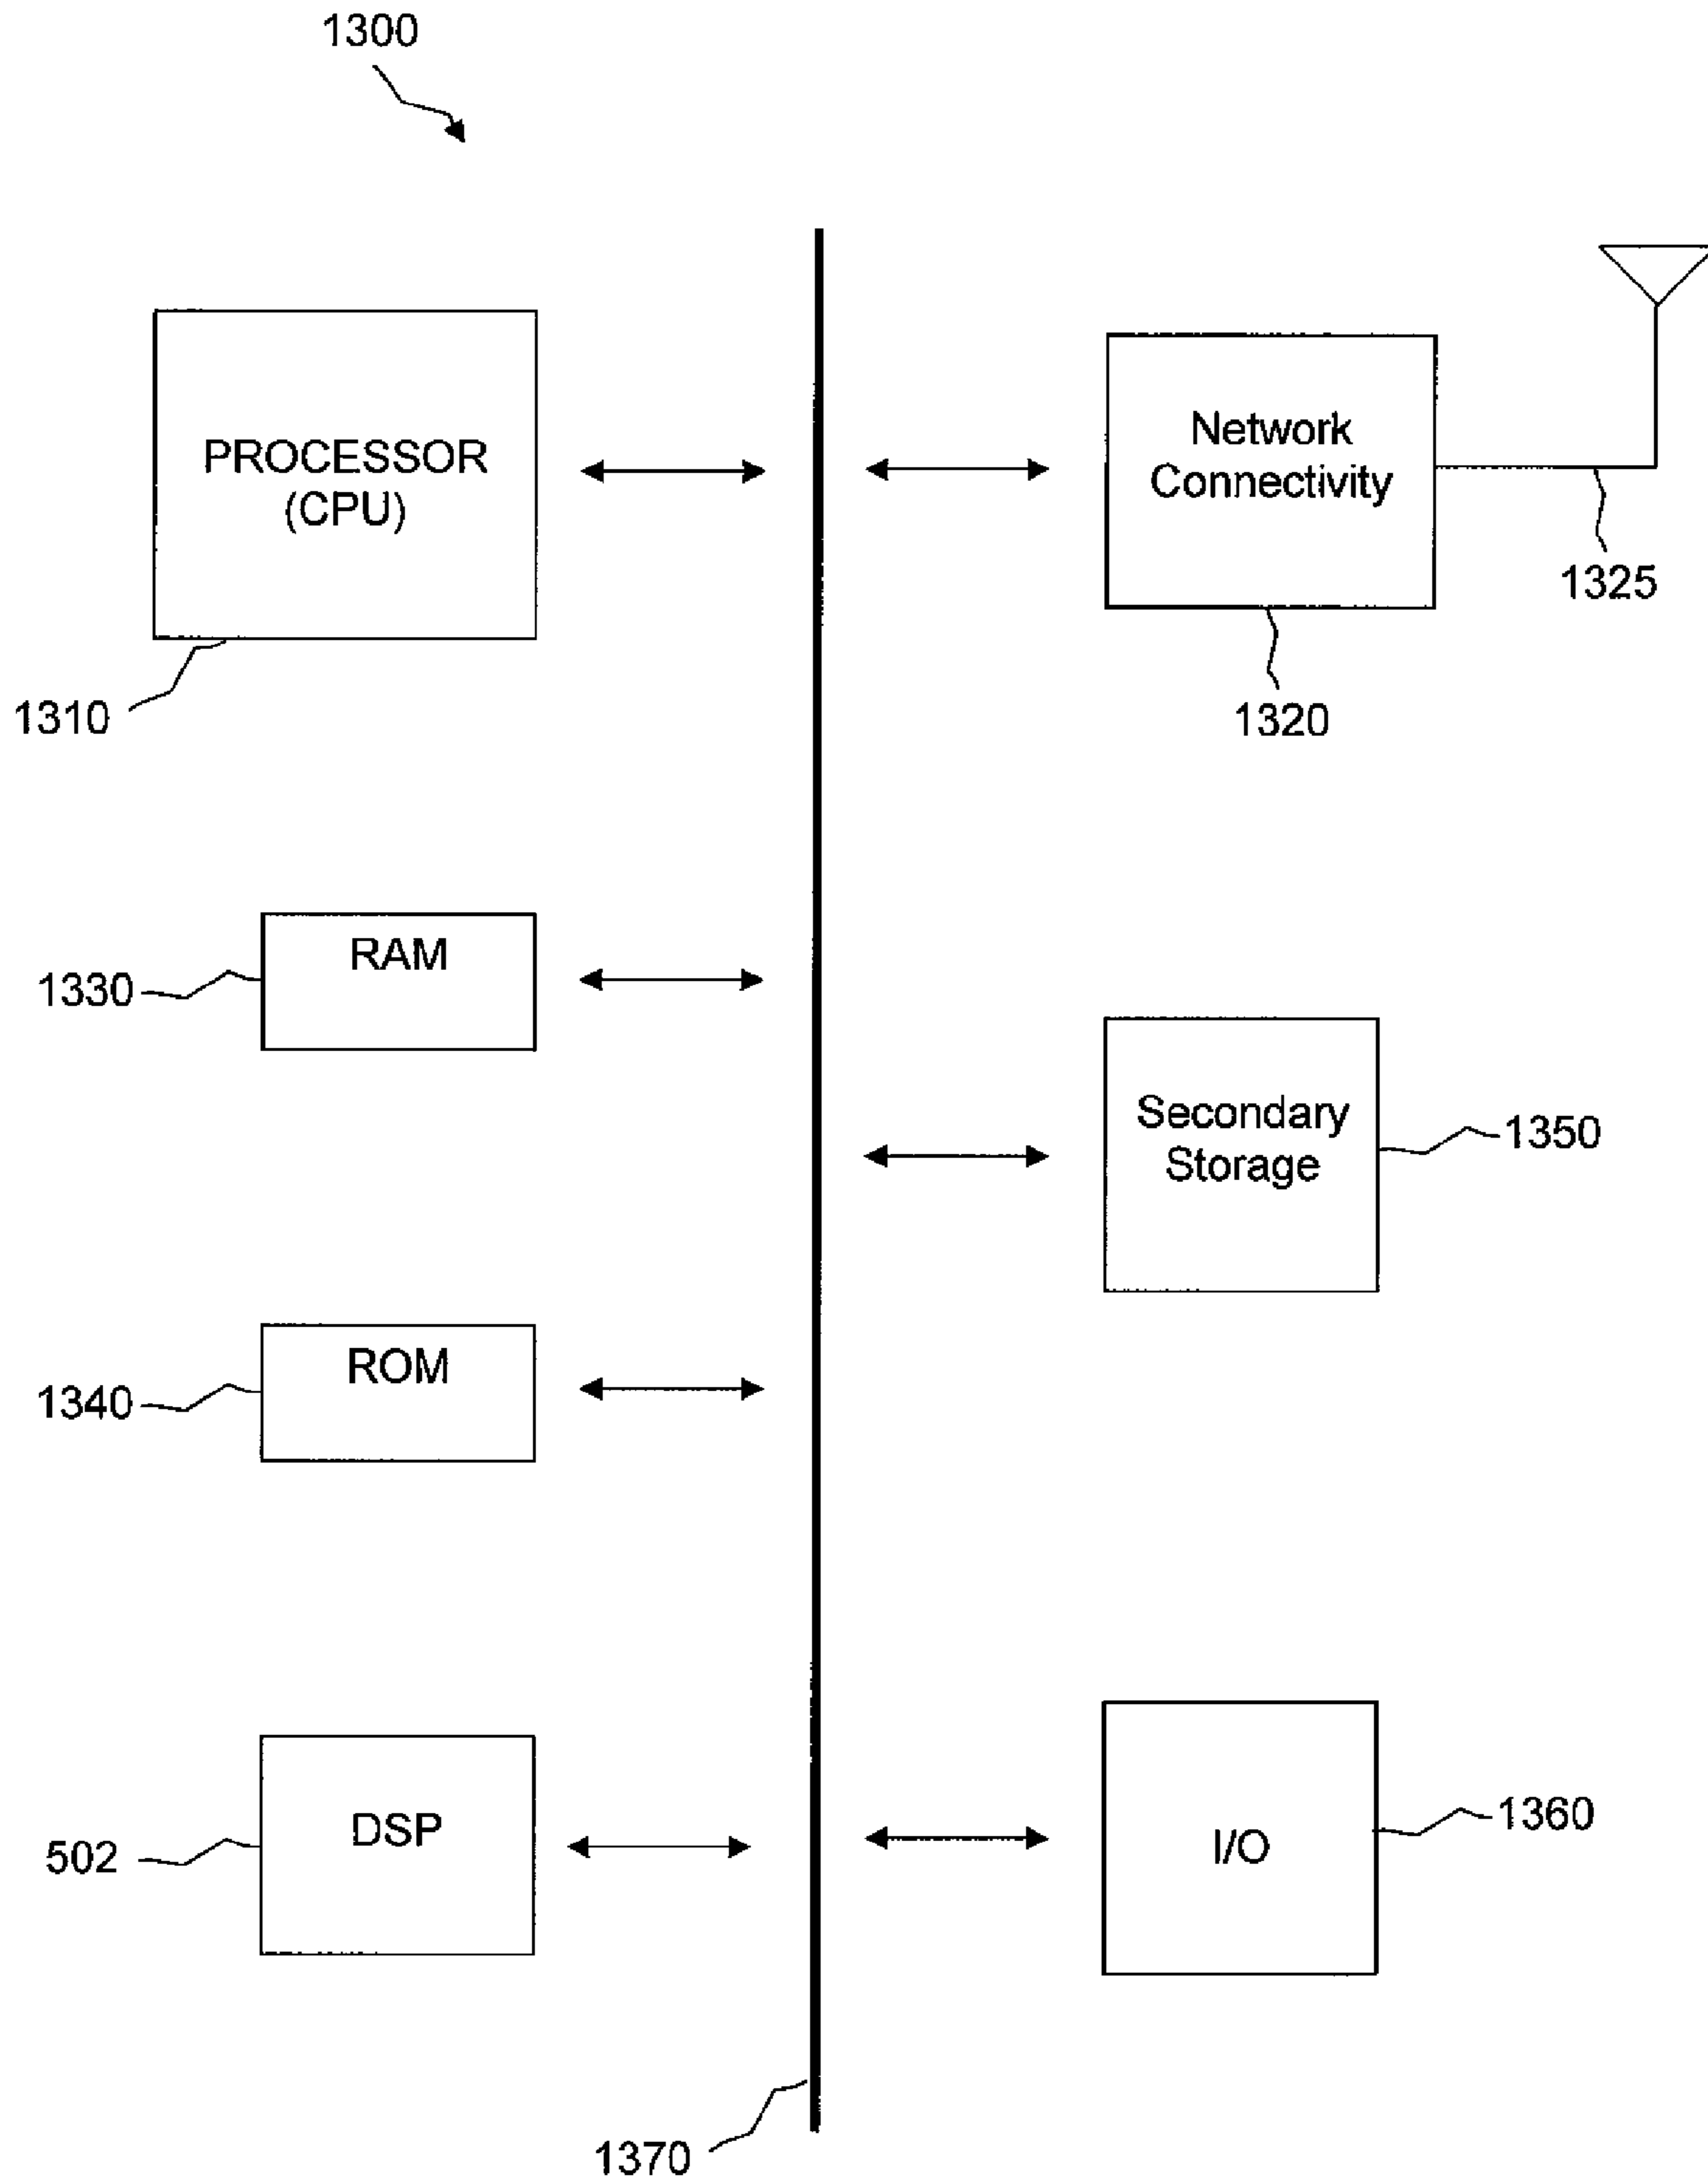 1300
PROCESSOR
(CPU)
1310
Network
Connectivity
1325
1320
RAM
1330
Secondary
Storage
1350
ROM
1340
DSP
502
I/O
1360
1370